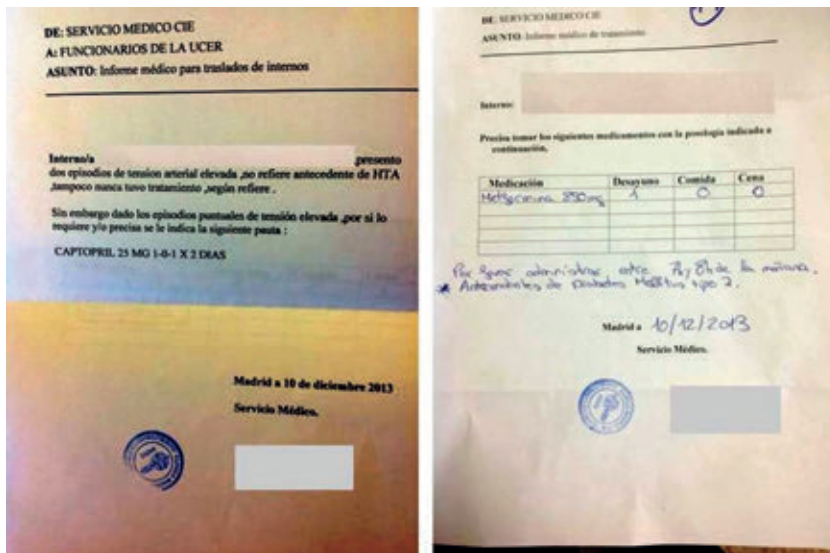 DE: SERVICIO MEDICO CIE
A: FUNCIONARIOS DE LA UCER
ASUNTO: Informe médico para traslados de internos
Interno/a ,presento
dos episodios de tension arterial elevada ,no refiere antecedente de HTA
,tampoco nunca tuvo tratamiento ,según refiere .
Sin embargo dado los episodios puntuales de tensión elevada ,por si lo
requiere y/o precisa se le indica la siguiente pauta :
CAPTOPRIL 25 MG 1-0-1 X 2 DIAS
Madrid a 10 de diciembre 2013
Servicio Médico.
DE: SERVICIO MEDICO CIE
ASUNTO: Informe médico de tratamiento
Interno:
Precisa tomar los siguientes medicamentos con la posología indicada a
continuación.
Medicación Desayuno Comida Cena
Metformina 850mg 1 0 0
Por favor administrar entre 7h y 8h de la mañana.
* Antecedentes de Diabetes Mellitus tipo 2.
Madrid a 10/12/2013
Servicio Médico.